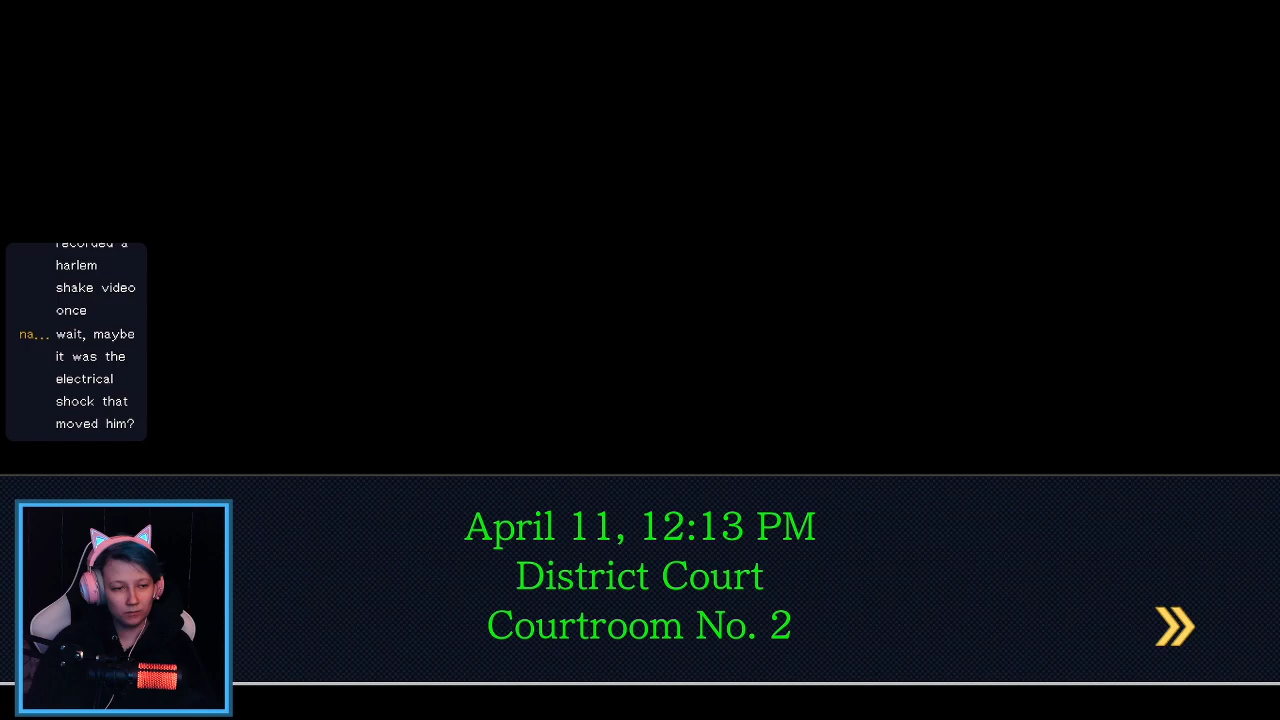 recorded a
harlem
shake video
once
na... wait, maybe
it was the
electrical
shock that
moved him?
April 11, 12:13 PM
District Court
Courtroom No. 2